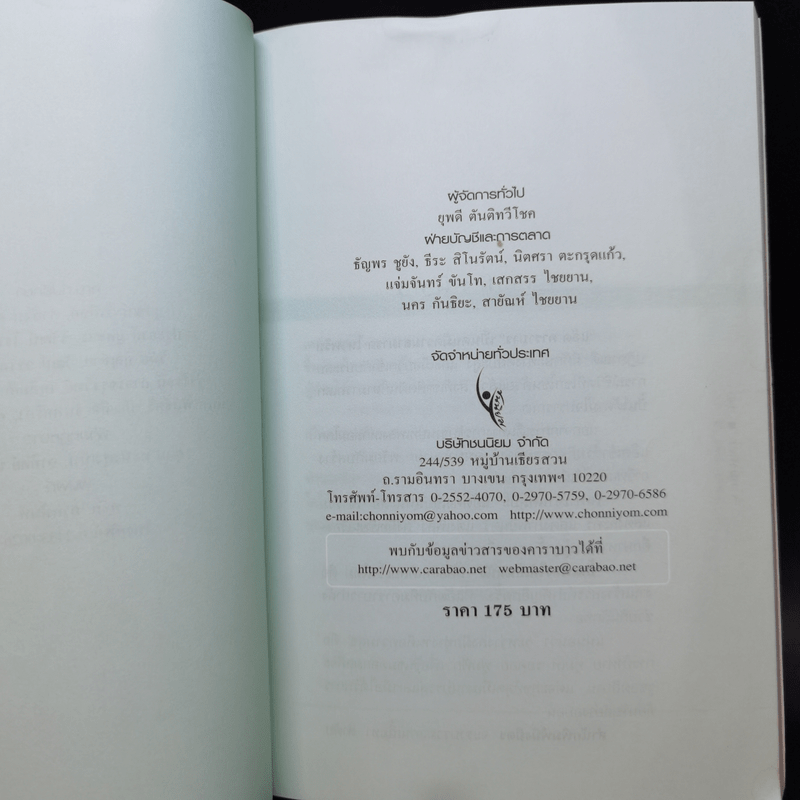 ผู้จัดการทั่วไป
ยุพดี ตันติทวีโชค
ฝ่ายบัญชีและการตลาด
ธัญพร ชูยัง, ธีระ สิโนรัตน์, นิตศรา ตะกรุดแก้ว,
แจ่มจันทร์ ขันโท, เสกสรร ไชยยาน,
นคร กันธิยะ, สายัณห์ ไชยยาน
จัดจำหน่ายทั่วประเทศ
ชนนิยม
บริษัทชนนิยม จำกัด
244/539 หมู่บ้านเธียรสวน
ถ.รามอินทรา บางเขน กรุงเทพฯ 10220
โทรศัพท์-โทรสาร 0-2552-4070, 0-2970-5759, 0-2970-6586
e-mail:chonniyom@yahoo.com http://www.chonniyom.com
พบกับข้อมูลข่าวสารของคาราบาวได้ที่
http://www.carabao.net webmaster@carabao.net
ราคา 175 บาท